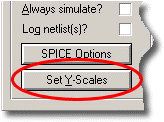 Always simulate?
Log netlist(s)?
SPICE Options
Set Y-Scales